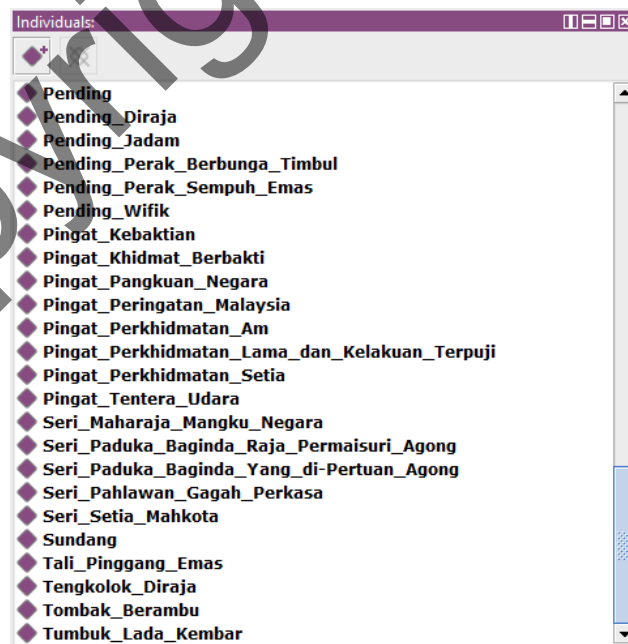 Individuals:
Pending
Pending_Diraja
Pending_Jadam
Pending_Perak_Berbunga_Timbul
Pending_Perak_Sempuh_Emas
Pending_Wifik
Pingat_Kebaktian
Pingat_Khidmat_Berbakti
Pingat_Pangkuan_Negara
Pingat_Peringatan_Malaysia
Pingat_Perkhidmatan_Am
Pingat_Perkhidmatan_Lama_dan_Kelakuan_Terpuji
Pingat_Perkhidmatan_Setia
Pingat_Tentera_Udara
Seri_Maharaja_Mangku_Negara
Seri_Paduka_Baginda_Raja_Permaisuri_Agong
Seri_Paduka_Baginda_Yang_di-Pertuan_Agong
Seri_Pahlawan_Gagah_Perkasa
Seri_Setia_Mahkota
Sundang
Tali_Pinggang_Emas
Tengkolok_Diraja
Tombak_Berambu
Tumbuk_Lada_Kembar